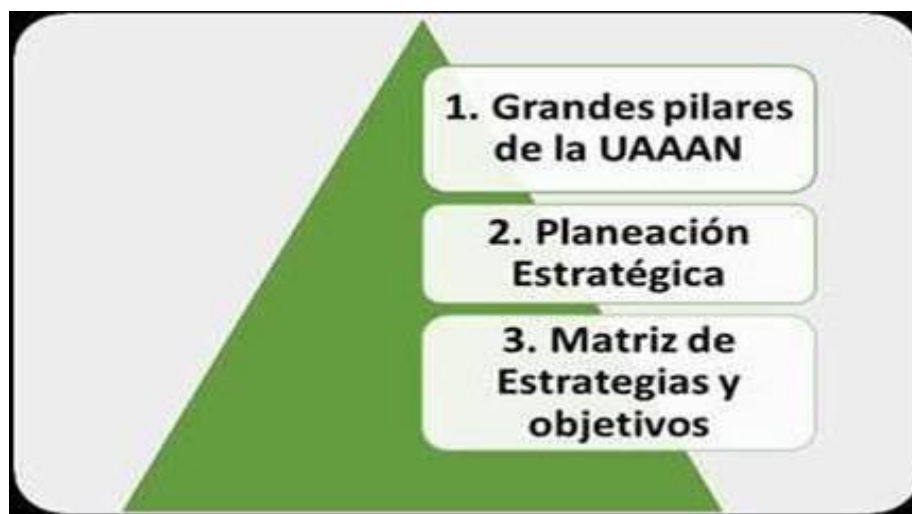 1. Grandes pilares
de la UAAAN
2. Planeación
Estratégica
3. Matriz de
Estrategias y
objetivos